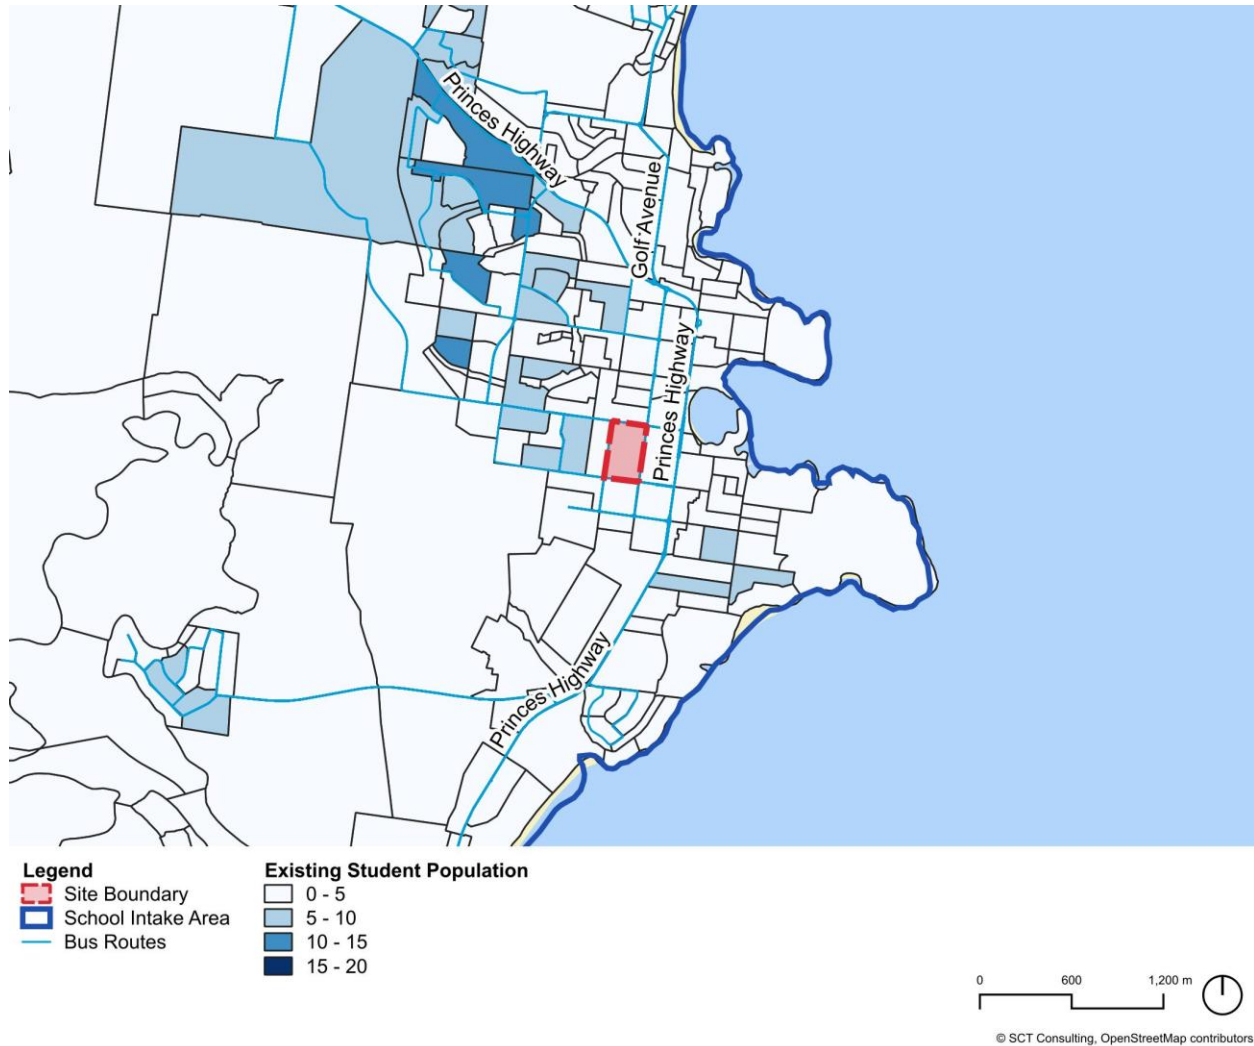 Princes Highway
Golf Avenue
Princes Highway
Princes Highway
Legend
Site Boundary
School Intake Area
Bus Routes
Existing Student Population
0 - 5
5 - 10
10 - 15
15 - 20
0 600 1,200 m
© SCT Consulting, OpenStreetMap contributors